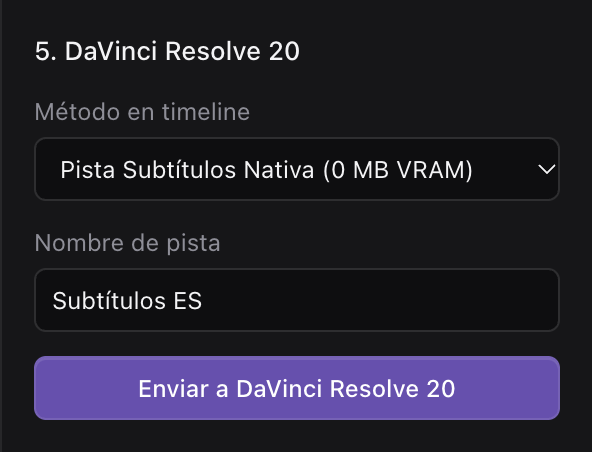 5. DaVinci Resolve 20
Método en timeline
Pista Subtítulos Nativa (0 MB VRAM)
Nombre de pista
Subtítulos ES
Enviar a DaVinci Resolve 20